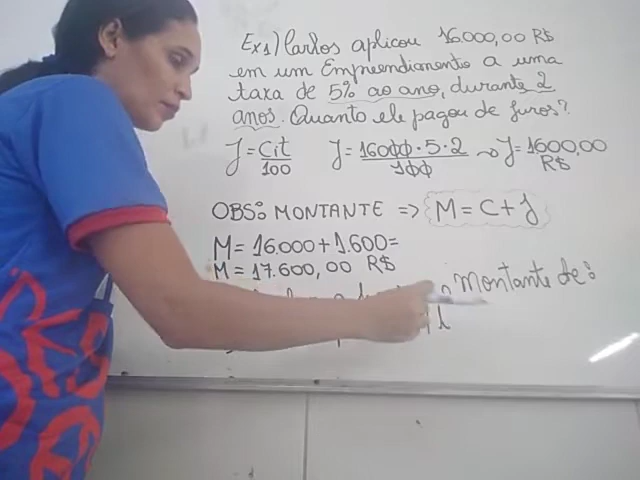 Ex1) Carlos aplicou 16.000,00 R$
em um Empreendimento a uma
taxa de 5% ao ano, durante 2
anos. Quanto ele pagou de juros?
J = Cit/100 J = 16000·5·2/100 → J = 1600,00 R$
OBS: MONTANTE => M = C + J
M = 16.000 + 1.600 =
M = 17.600,00 R$
Montante de: